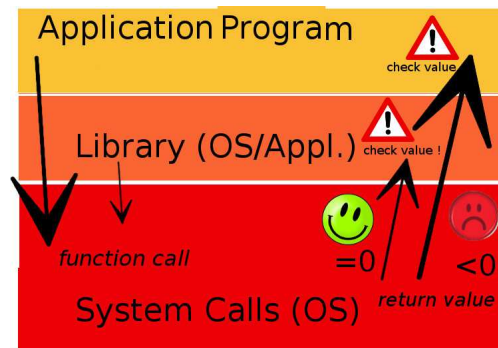 Application Program
check value
Library (OS/Appl.)
check value !
function call
=0
<0
System Calls (OS)
return value